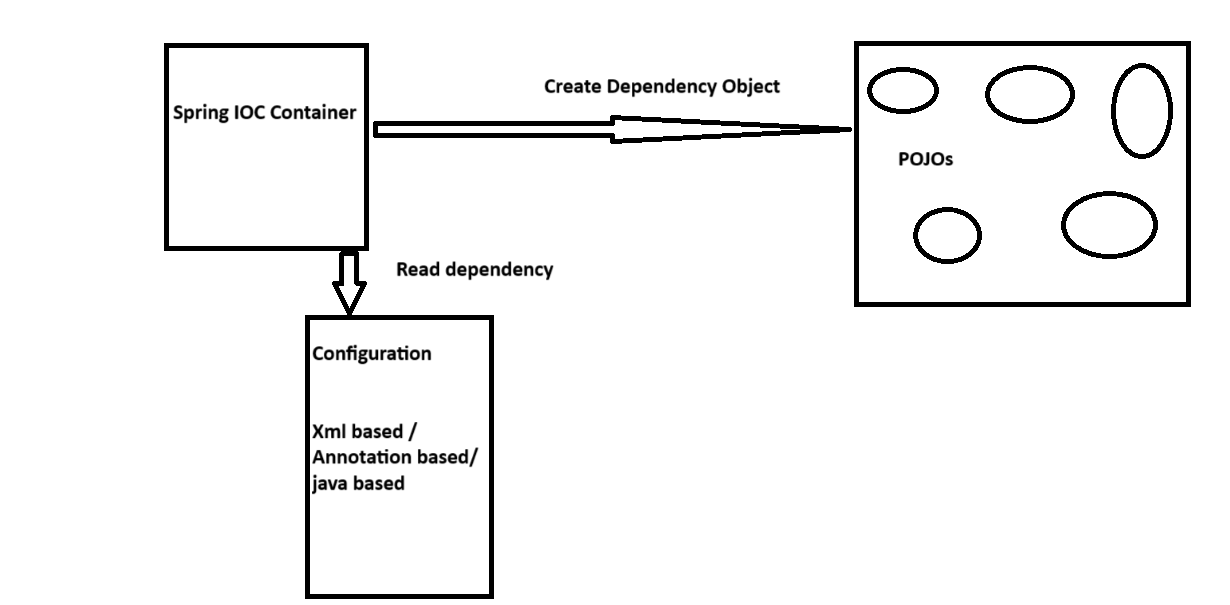 Create Dependency Object
Spring IOC Container
POJOs
Read dependency
Configuration
Xml based /
Annotation based/
java based